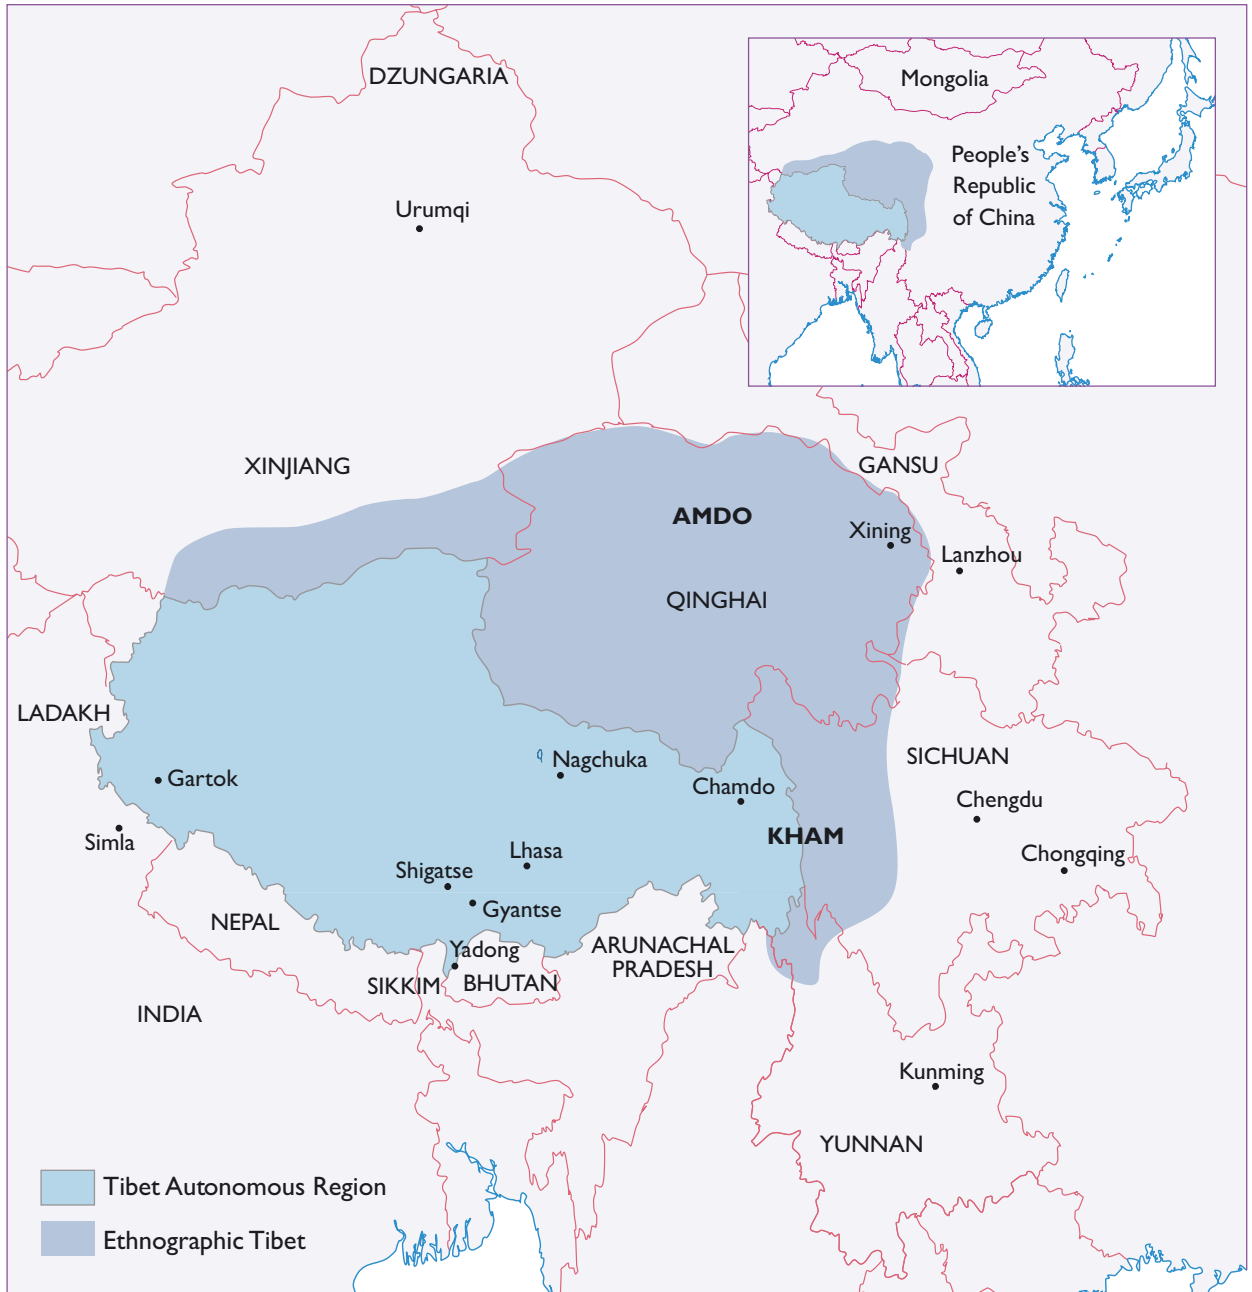 DZUNGARIA
Mongolia
People's
Republic
of China
Urumqi
XINJIANG
GANSU
AMDO
Xining
Lanzhou
QINGHAI
LADAKH
SICHUAN
Nagchuka
Gartok
Chamdo
Chengdu
Simla
KHAM
Lhasa
Chongqing
Shigatse
Gyantse
NEPAL
Yadong
ARUNACHAL
PRADESH
SIKKIM
BHUTAN
INDIA
Kunming
YUNNAN
Tibet Autonomous Region
Ethnographic Tibet